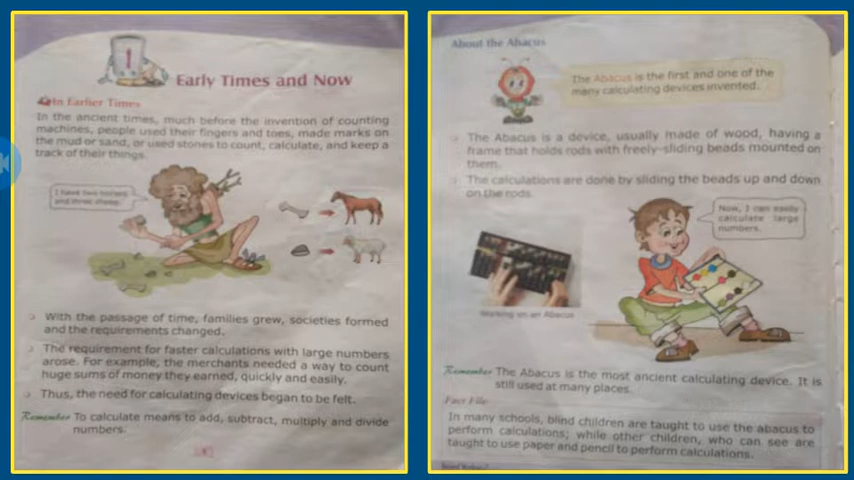 1
Early Times and Now
In Earlier Times
In the ancient times, much before the invention of counting
machines, people used their fingers and toes, made marks on
the mud or sand, or used stones to count, calculate, and keep a
track of their things.
I have two horses
and three sheep.
With the passage of time, families grew, societies formed
and the requirements changed.
The requirement for faster calculations with large numbers
arose. For example, the merchants needed a way to count
huge sums of money they earned, quickly and easily.
Thus, the need for calculating devices began to be felt.
Remember To calculate means to add, subtract, multiply and divide
numbers.
About the Abacus
The Abacus is the first and one of the
many calculating devices invented.
The Abacus is a device, usually made of wood, having a
frame that holds rods with freely-sliding beads mounted on
them.
The calculations are done by sliding the beads up and down
on the rods.
Now, I can easily
calculate large
numbers.
Working on an Abacus
Remember The Abacus is the most ancient calculating device. It is
still used at many places.
Fact File
In many schools, blind children are taught to use the abacus to
perform calculations; while other children, who can see are
taught to use paper and pencil to perform calculations.